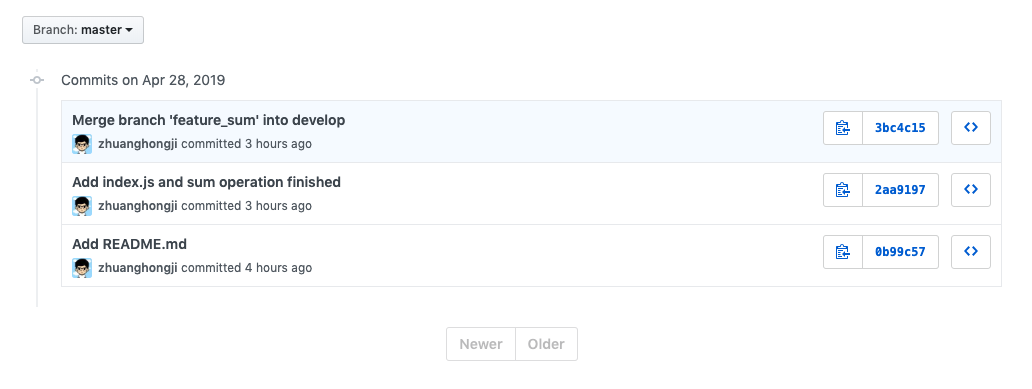 Branch: master
Commits on Apr 28, 2019
Merge branch 'feature_sum' into develop
zhuanghongji committed 3 hours ago
3bc4c15
Add index.js and sum operation finished
zhuanghongji committed 3 hours ago
2aa9197
Add README.md
zhuanghongji committed 4 hours ago
0b99c57
Newer Older